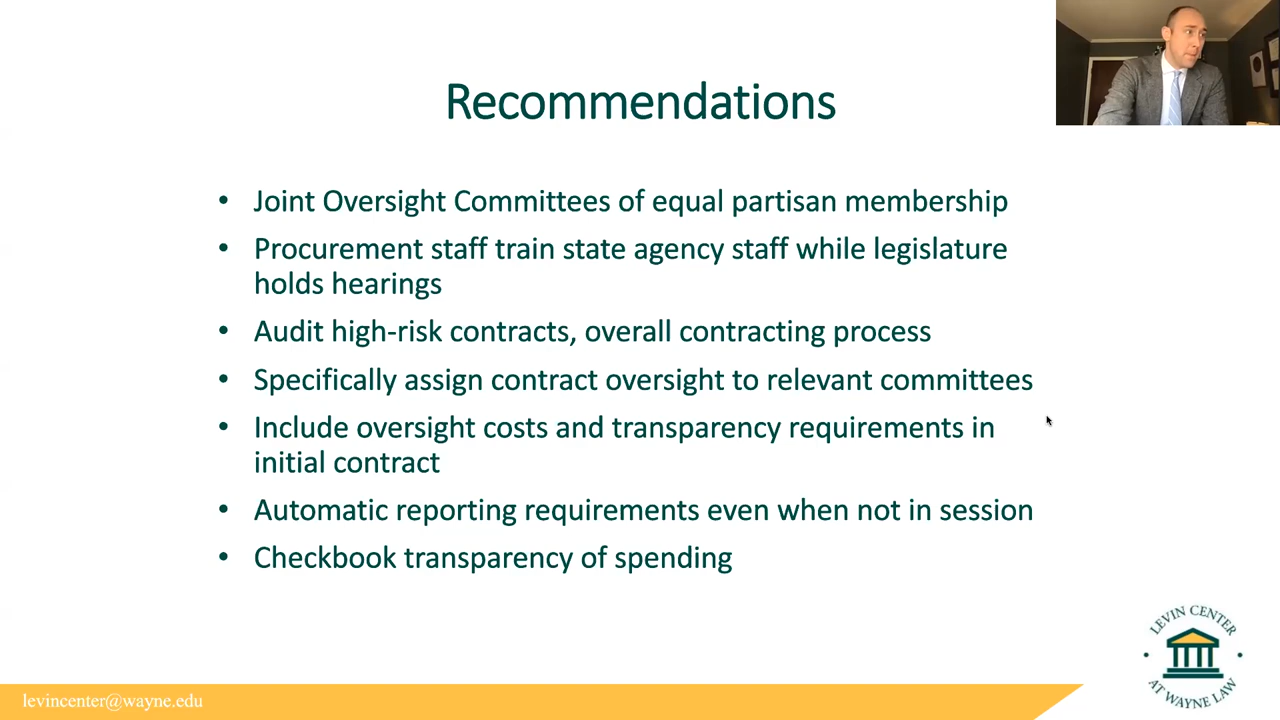 Recommendations
• Joint Oversight Committees of equal partisan membership
• Procurement staff train state agency staff while legislature
holds hearings
• Audit high-risk contracts, overall contracting process
• Specifically assign contract oversight to relevant committees
• Include oversight costs and transparency requirements in
initial contract
• Automatic reporting requirements even when not in session
• Checkbook transparency of spending
LEVIN CENTER
AT WAYNE LAW
levincenter@wayne.edu